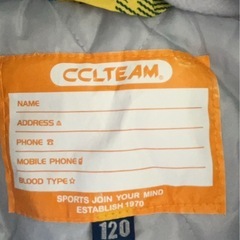 CCLTEAM®
NAME
ADDRESS
PHONE ☎
MOBILE PHONE
BLOOD TYPE ☆
SPORTS JOIN YOUR MIND
ESTABLISH 1970
120